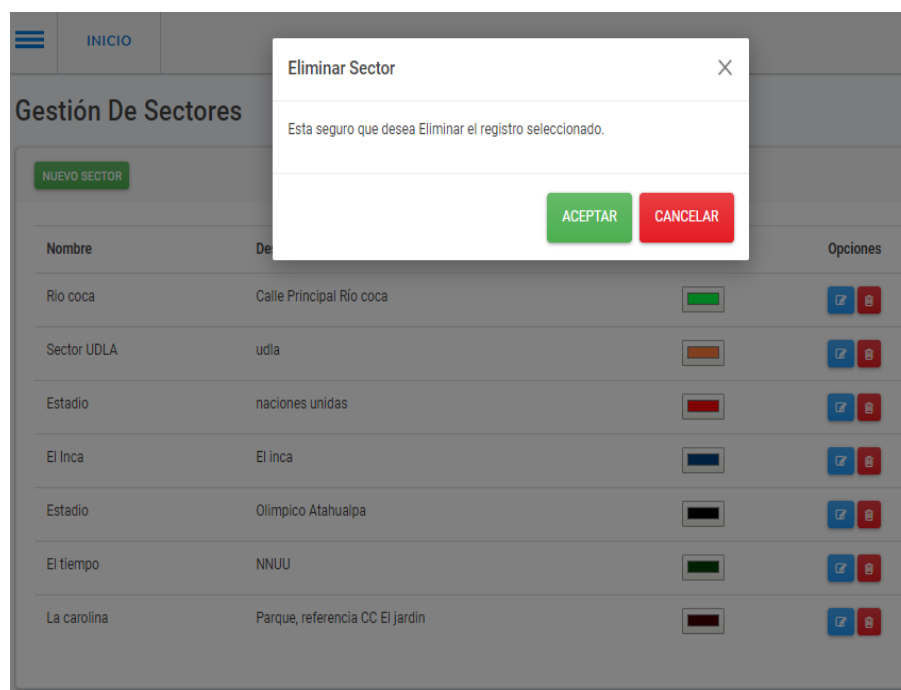 INICIO
Eliminar Sector
Gestión De Sectores
Esta seguro que desea Eliminar el registro seleccionado.
NUEVO SECTOR
ACEPTAR CANCELAR
Nombre De Opciones
Rio coca Calle Principal Río coca
Sector UDLA udla
Estadio naciones unidas
El Inca El inca
Estadio Olimpico Atahualpa
El tiempo NNUU
La carolina Parque, referencia CC El jardin